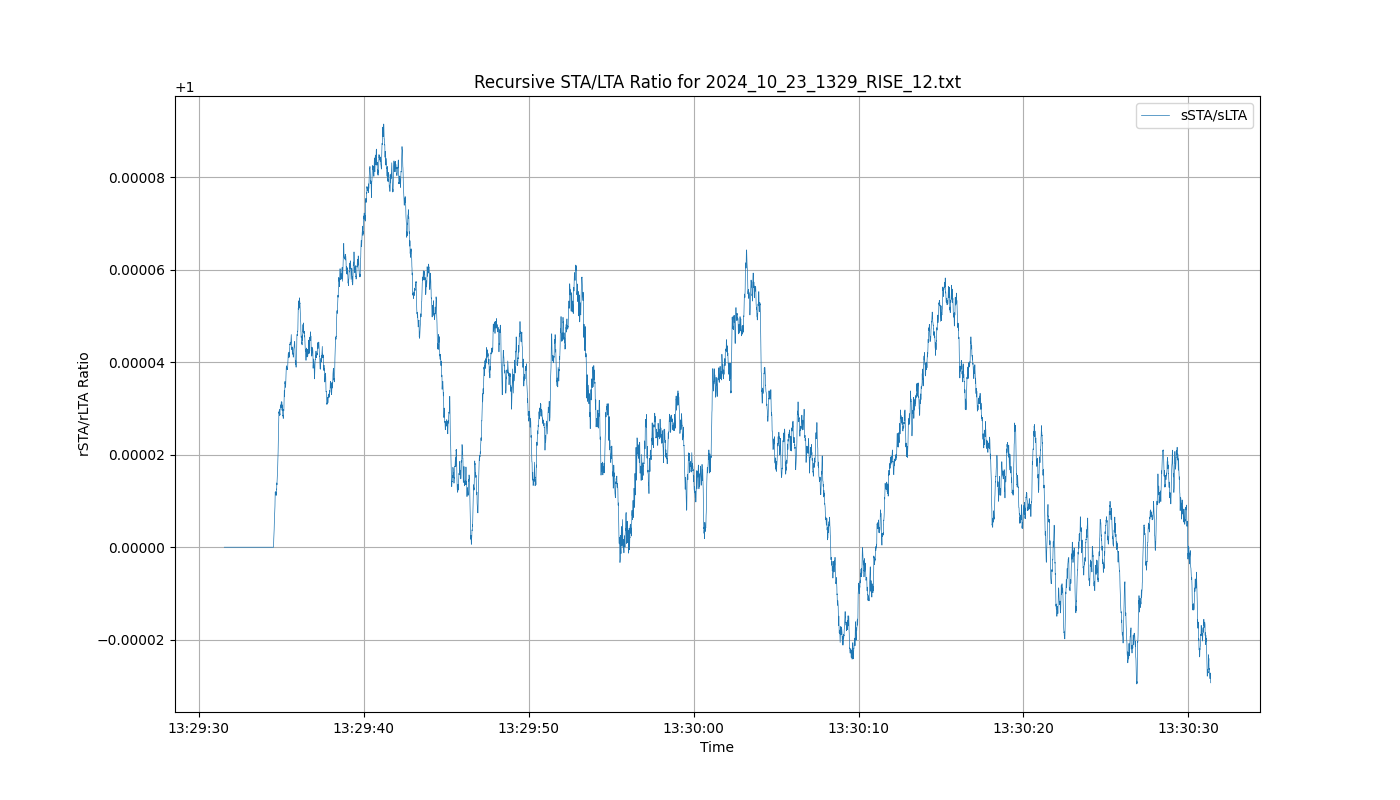 Recursive STA/LTA Ratio for 2024_10_23_1329_RISE_12.txt
+1
sSTA/sLTA
0.00008
0.00006
0.00004
0.00002
0.00000
−0.00002
rSTA/rLTA Ratio
13:29:30 13:29:40 13:29:50 13:30:00 13:30:10 13:30:20 13:30:30
Time